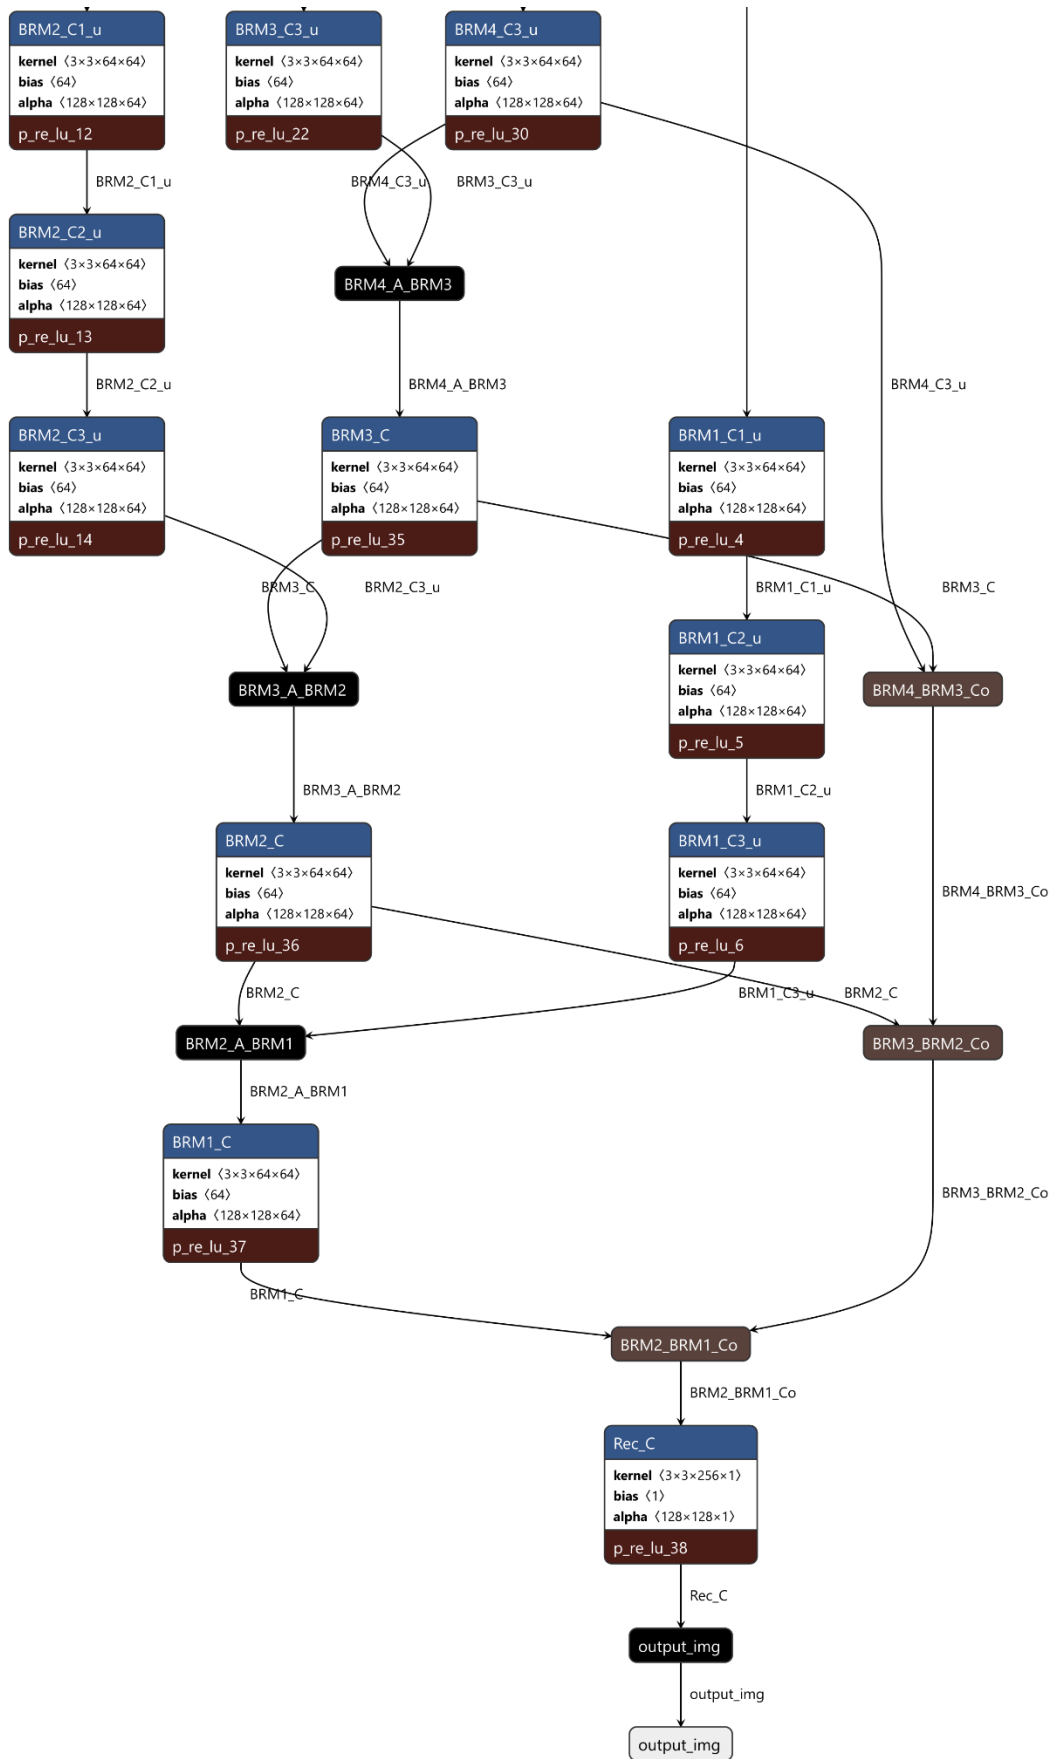 BRM2_C1_u
kernel 〈3×3×64×64〉
bias 〈64〉
alpha 〈128×128×64〉
p_re_lu_12
BRM3_C3_u
kernel 〈3×3×64×64〉
bias 〈64〉
alpha 〈128×128×64〉
p_re_lu_22
BRM4_C3_u
kernel 〈3×3×64×64〉
bias 〈64〉
alpha 〈128×128×64〉
p_re_lu_30
BRM2_C1_u
BRM4_C3_u
BRM3_C3_u
BRM2_C2_u
kernel 〈3×3×64×64〉
bias 〈64〉
alpha 〈128×128×64〉
p_re_lu_13
BRM4_A_BRM3
BRM2_C2_u
BRM4_A_BRM3
BRM4_C3_u
BRM2_C3_u
kernel 〈3×3×64×64〉
bias 〈64〉
alpha 〈128×128×64〉
p_re_lu_14
BRM3_C
kernel 〈3×3×64×64〉
bias 〈64〉
alpha 〈128×128×64〉
p_re_lu_35
BRM1_C1_u
kernel 〈3×3×64×64〉
bias 〈64〉
alpha 〈128×128×64〉
p_re_lu_4
BRM3_C
BRM2_C3_u
BRM1_C1_u
BRM3_C
BRM1_C2_u
kernel 〈3×3×64×64〉
bias 〈64〉
alpha 〈128×128×64〉
p_re_lu_5
BRM3_A_BRM2
BRM4_BRM3_Co
BRM3_A_BRM2
BRM1_C2_u
BRM2_C
kernel 〈3×3×64×64〉
bias 〈64〉
alpha 〈128×128×64〉
p_re_lu_36
BRM1_C3_u
kernel 〈3×3×64×64〉
bias 〈64〉
alpha 〈128×128×64〉
p_re_lu_6
BRM4_BRM3_Co
BRM2_C
BRM1_C3_u
BRM2_C
BRM2_A_BRM1
BRM3_BRM2_Co
BRM2_A_BRM1
BRM1_C
kernel 〈3×3×64×64〉
bias 〈64〉
alpha 〈128×128×64〉
p_re_lu_37
BRM3_BRM2_Co
BRM1_C
BRM2_BRM1_Co
BRM2_BRM1_Co
Rec_C
kernel 〈3×3×256×1〉
bias 〈1〉
alpha 〈128×128×1〉
p_re_lu_38
Rec_C
output_img
output_img
output_img